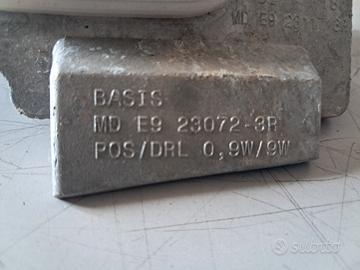 BASIS
MD E9 23072-3R
POS/DRL 0,9W/9W
subito